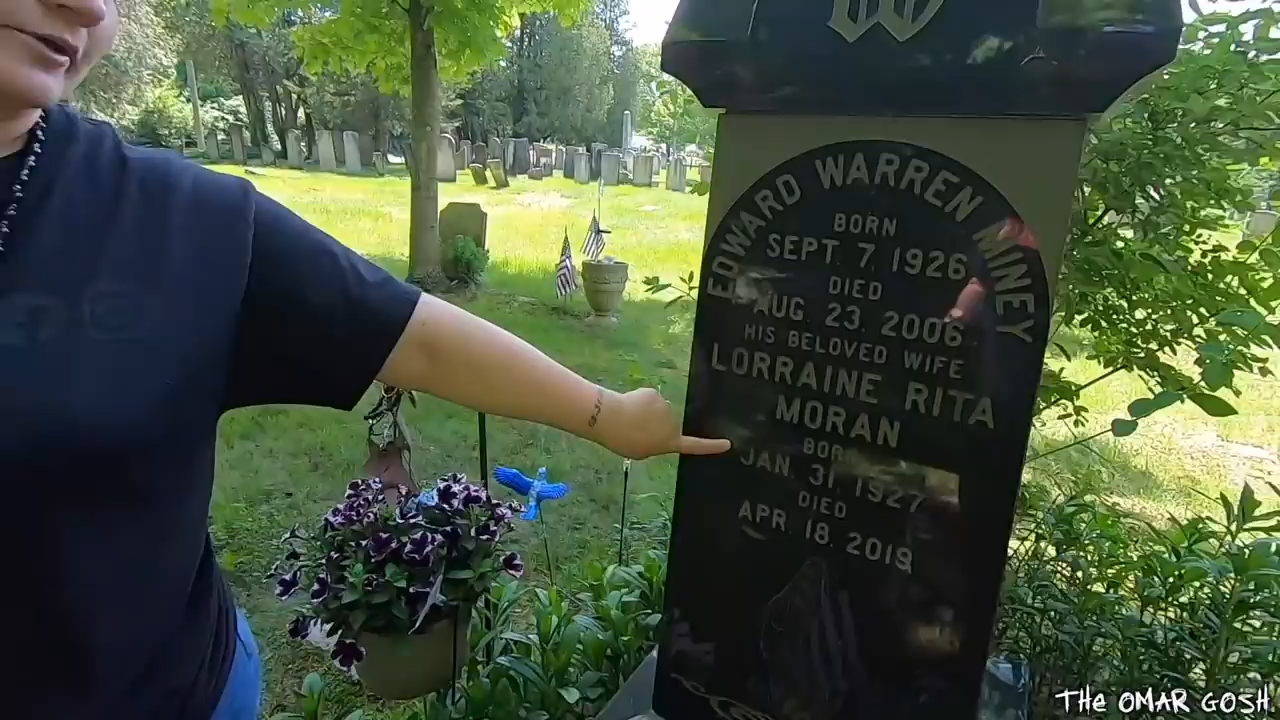 W
EDWARD WARREN MINEY
BORN
SEPT. 7, 1926
DIED
AUG. 23, 2006
HIS BELOVED WIFE
LORRAINE RITA
MORAN
BORN
JAN. 31, 1927
DIED
APR. 18, 2019
THE OMAR GOSH